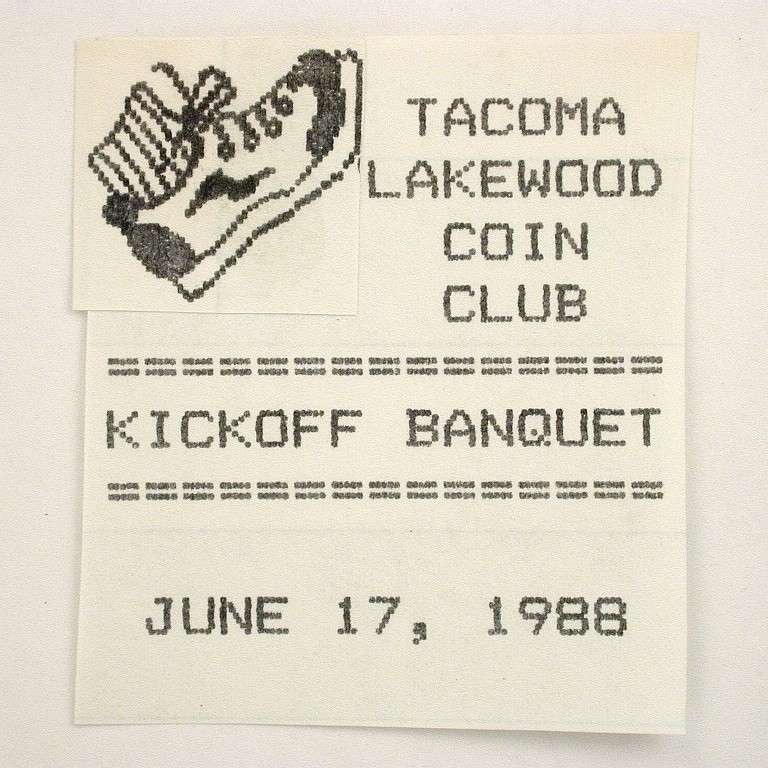 TACOMA
LAKEWOOD
COIN
CLUB
===============
KICKOFF BANQUET
===============
JUNE 17, 1988